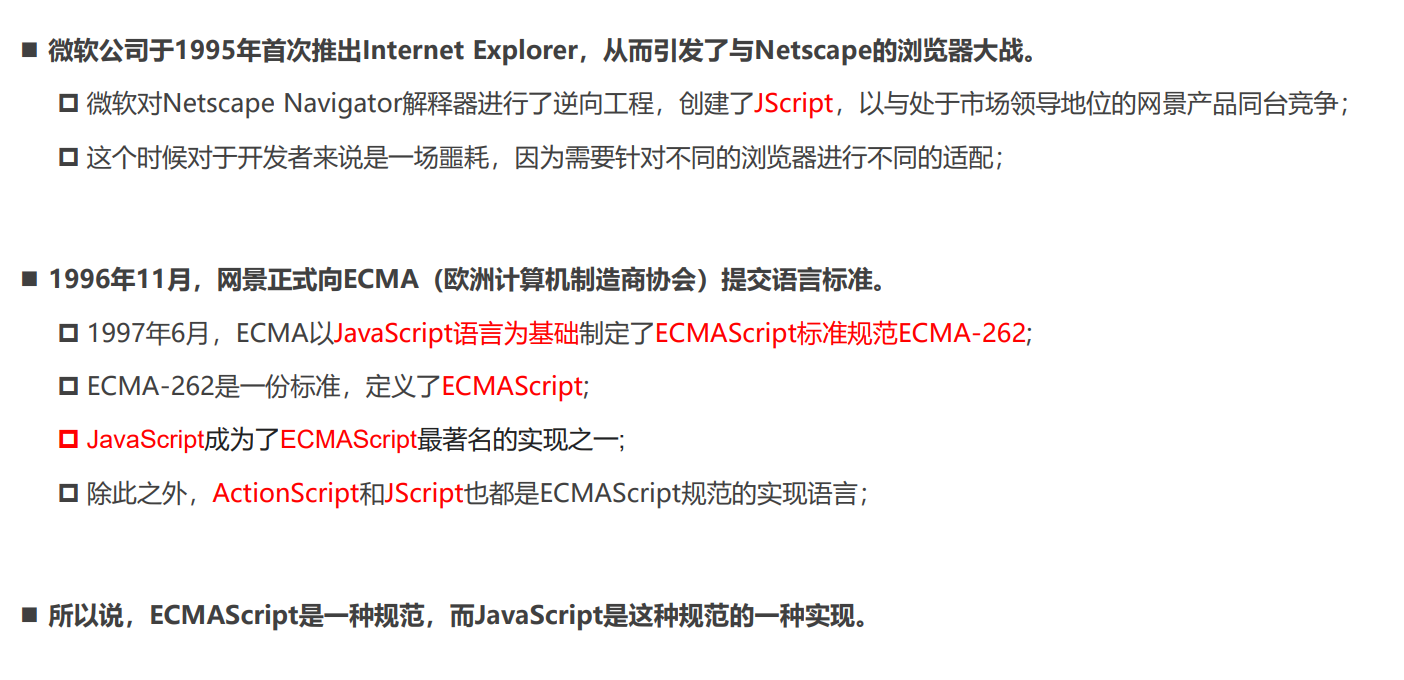 ■ 微软公司于1995年首次推出Internet Explorer，从而引发了与Netscape的浏览器大战。
微软对Netscape Navigator解释器进行了逆向工程，创建了JScript，以与处于市场领导地位的网景产品同台竞争；
这个时候对于开发者来说是一场噩耗，因为需要针对不同的浏览器进行不同的适配；
■ 1996年11月，网景正式向ECMA（欧洲计算机制造商协会）提交语言标准。
1997年6月，ECMA以JavaScript语言为基础制定了ECMAScript标准规范ECMA-262;
ECMA-262是一份标准，定义了ECMAScript;
JavaScript成为了ECMAScript最著名的实现之一;
除此之外，ActionScript和JScript也都是ECMAScript规范的实现语言；
■ 所以说，ECMAScript是一种规范，而JavaScript是这种规范的一种实现。